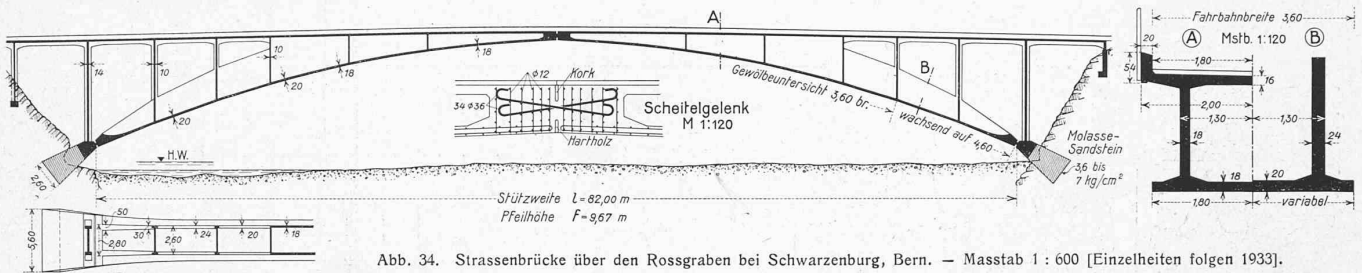 A
10
14
10
18
18
20
20
18
B
Gewölbeuntersicht 3,60 br.
wachsend auf 4,60
φ12
Kork
34 φ36
Hartholz
Scheitelgelenk
M 1:120
H.W.
2,60
Molasse-
Sandstein
3,6 bis
7 kg/cm²
Stützweite l = 82,00 m
Pfeilhöhe F = 9,67 m
5,60
50
2,80
30
2,60
24
20
18
Fahrbahnbreite 3,60
A Mstb. 1:120 B
20
1,80
54
16
2,00
1,30
1,30
18
24
18
20
1,80
variabel
Abb. 34. Strassenbrücke über den Rossgraben bei Schwarzenburg, Bern. — Masstab 1 : 600 [Einzelheiten folgen 1933].